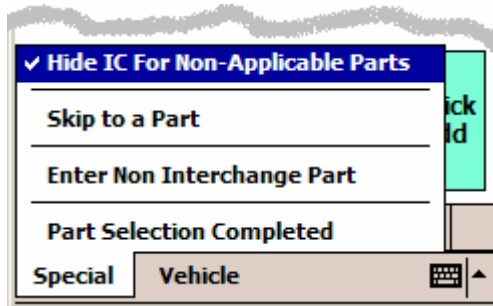 Hide IC For Non-Applicable Parts
Skip to a Part
Enter Non Interchange Part
Part Selection Completed
Special Vehicle